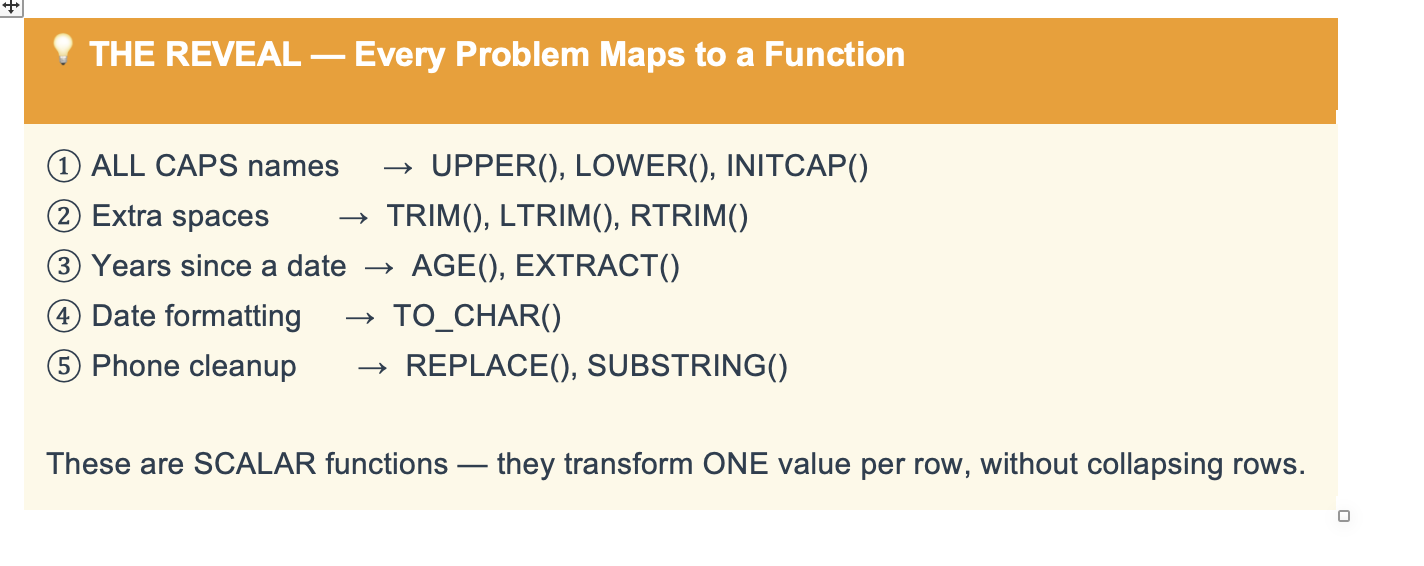 💡 THE REVEAL — Every Problem Maps to a Function
① ALL CAPS names → UPPER(), LOWER(), INITCAP()
② Extra spaces → TRIM(), LTRIM(), RTRIM()
③ Years since a date → AGE(), EXTRACT()
④ Date formatting → TO_CHAR()
⑤ Phone cleanup → REPLACE(), SUBSTRING()
These are SCALAR functions — they transform ONE value per row, without collapsing rows.